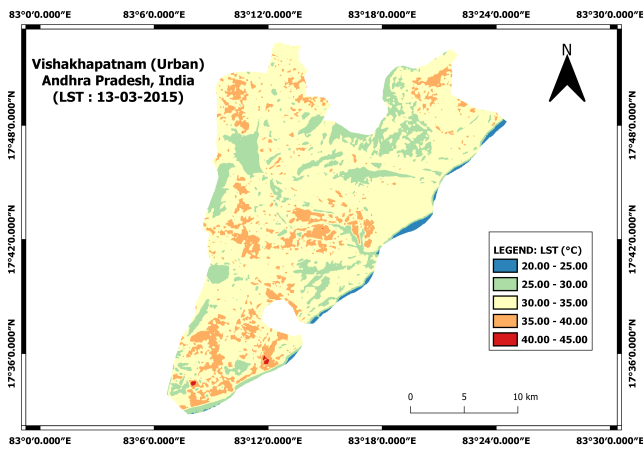 83°0′0.000″E 83°6′0.000″E 83°12′0.000″E 83°18′0.000″E 83°24′0.000″E 83°30′0.000″E
Vishakhapatnam (Urban)
Andhra Pradesh, India
(LST : 13-03-2015)
N
17°48′0.000″N 17°48′0.000″N
17°42′0.000″N 17°42′0.000″N
LEGEND: LST (°C)
20.00 - 25.00
25.00 - 30.00
30.00 - 35.00
35.00 - 40.00
40.00 - 45.00
17°36′0.000″N 17°36′0.000″N
0 5 10 km
83°0′0.000″E 83°6′0.000″E 83°12′0.000″E 83°18′0.000″E 83°24′0.000″E 83°30′0.000″E